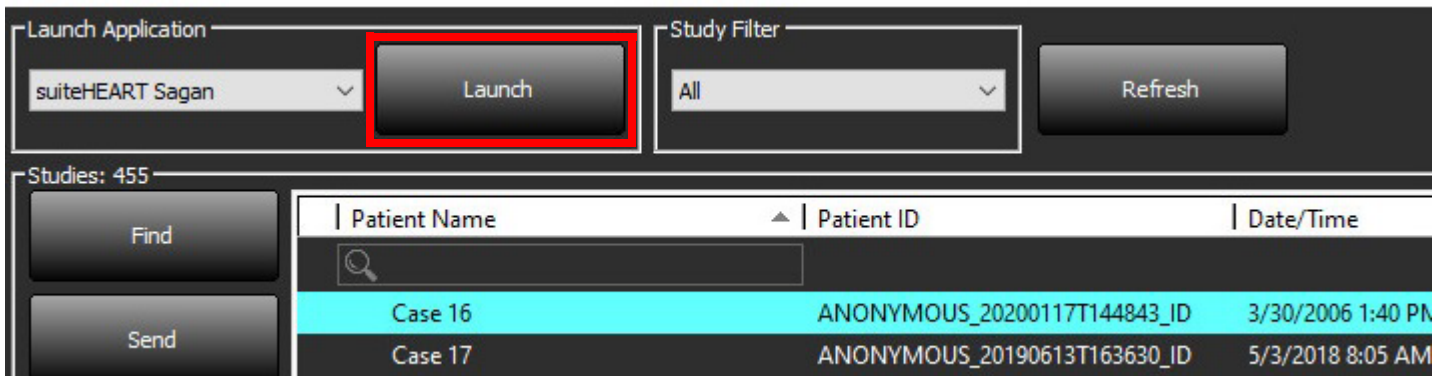 Launch Application
suiteHEART Sagan
Launch
Study Filter
All
Refresh
Studies: 455
Find
Send
Patient Name
Patient ID
Date/Time
Case 16 ANONYMOUS_20200117T144843_ID 3/30/2006 1:40 PM
Case 17 ANONYMOUS_20190613T163630_ID 5/3/2018 8:05 AM